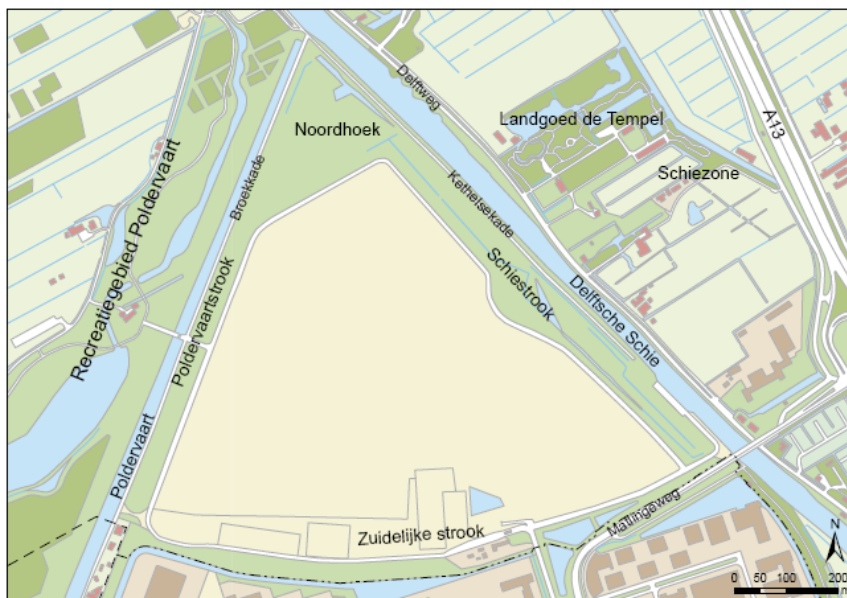 Delftweg
Landgoed de Tempel
A13
Noordhoek
Schiezone
Kethelsekade
Broekkade
Recreatiegebied Poldervaart
Poldervaartstrook
Schiestrook
Delftsche Schie
Poldervaart
Matlingeweg
Zuidelijke strook
N
0 50 100 200
m